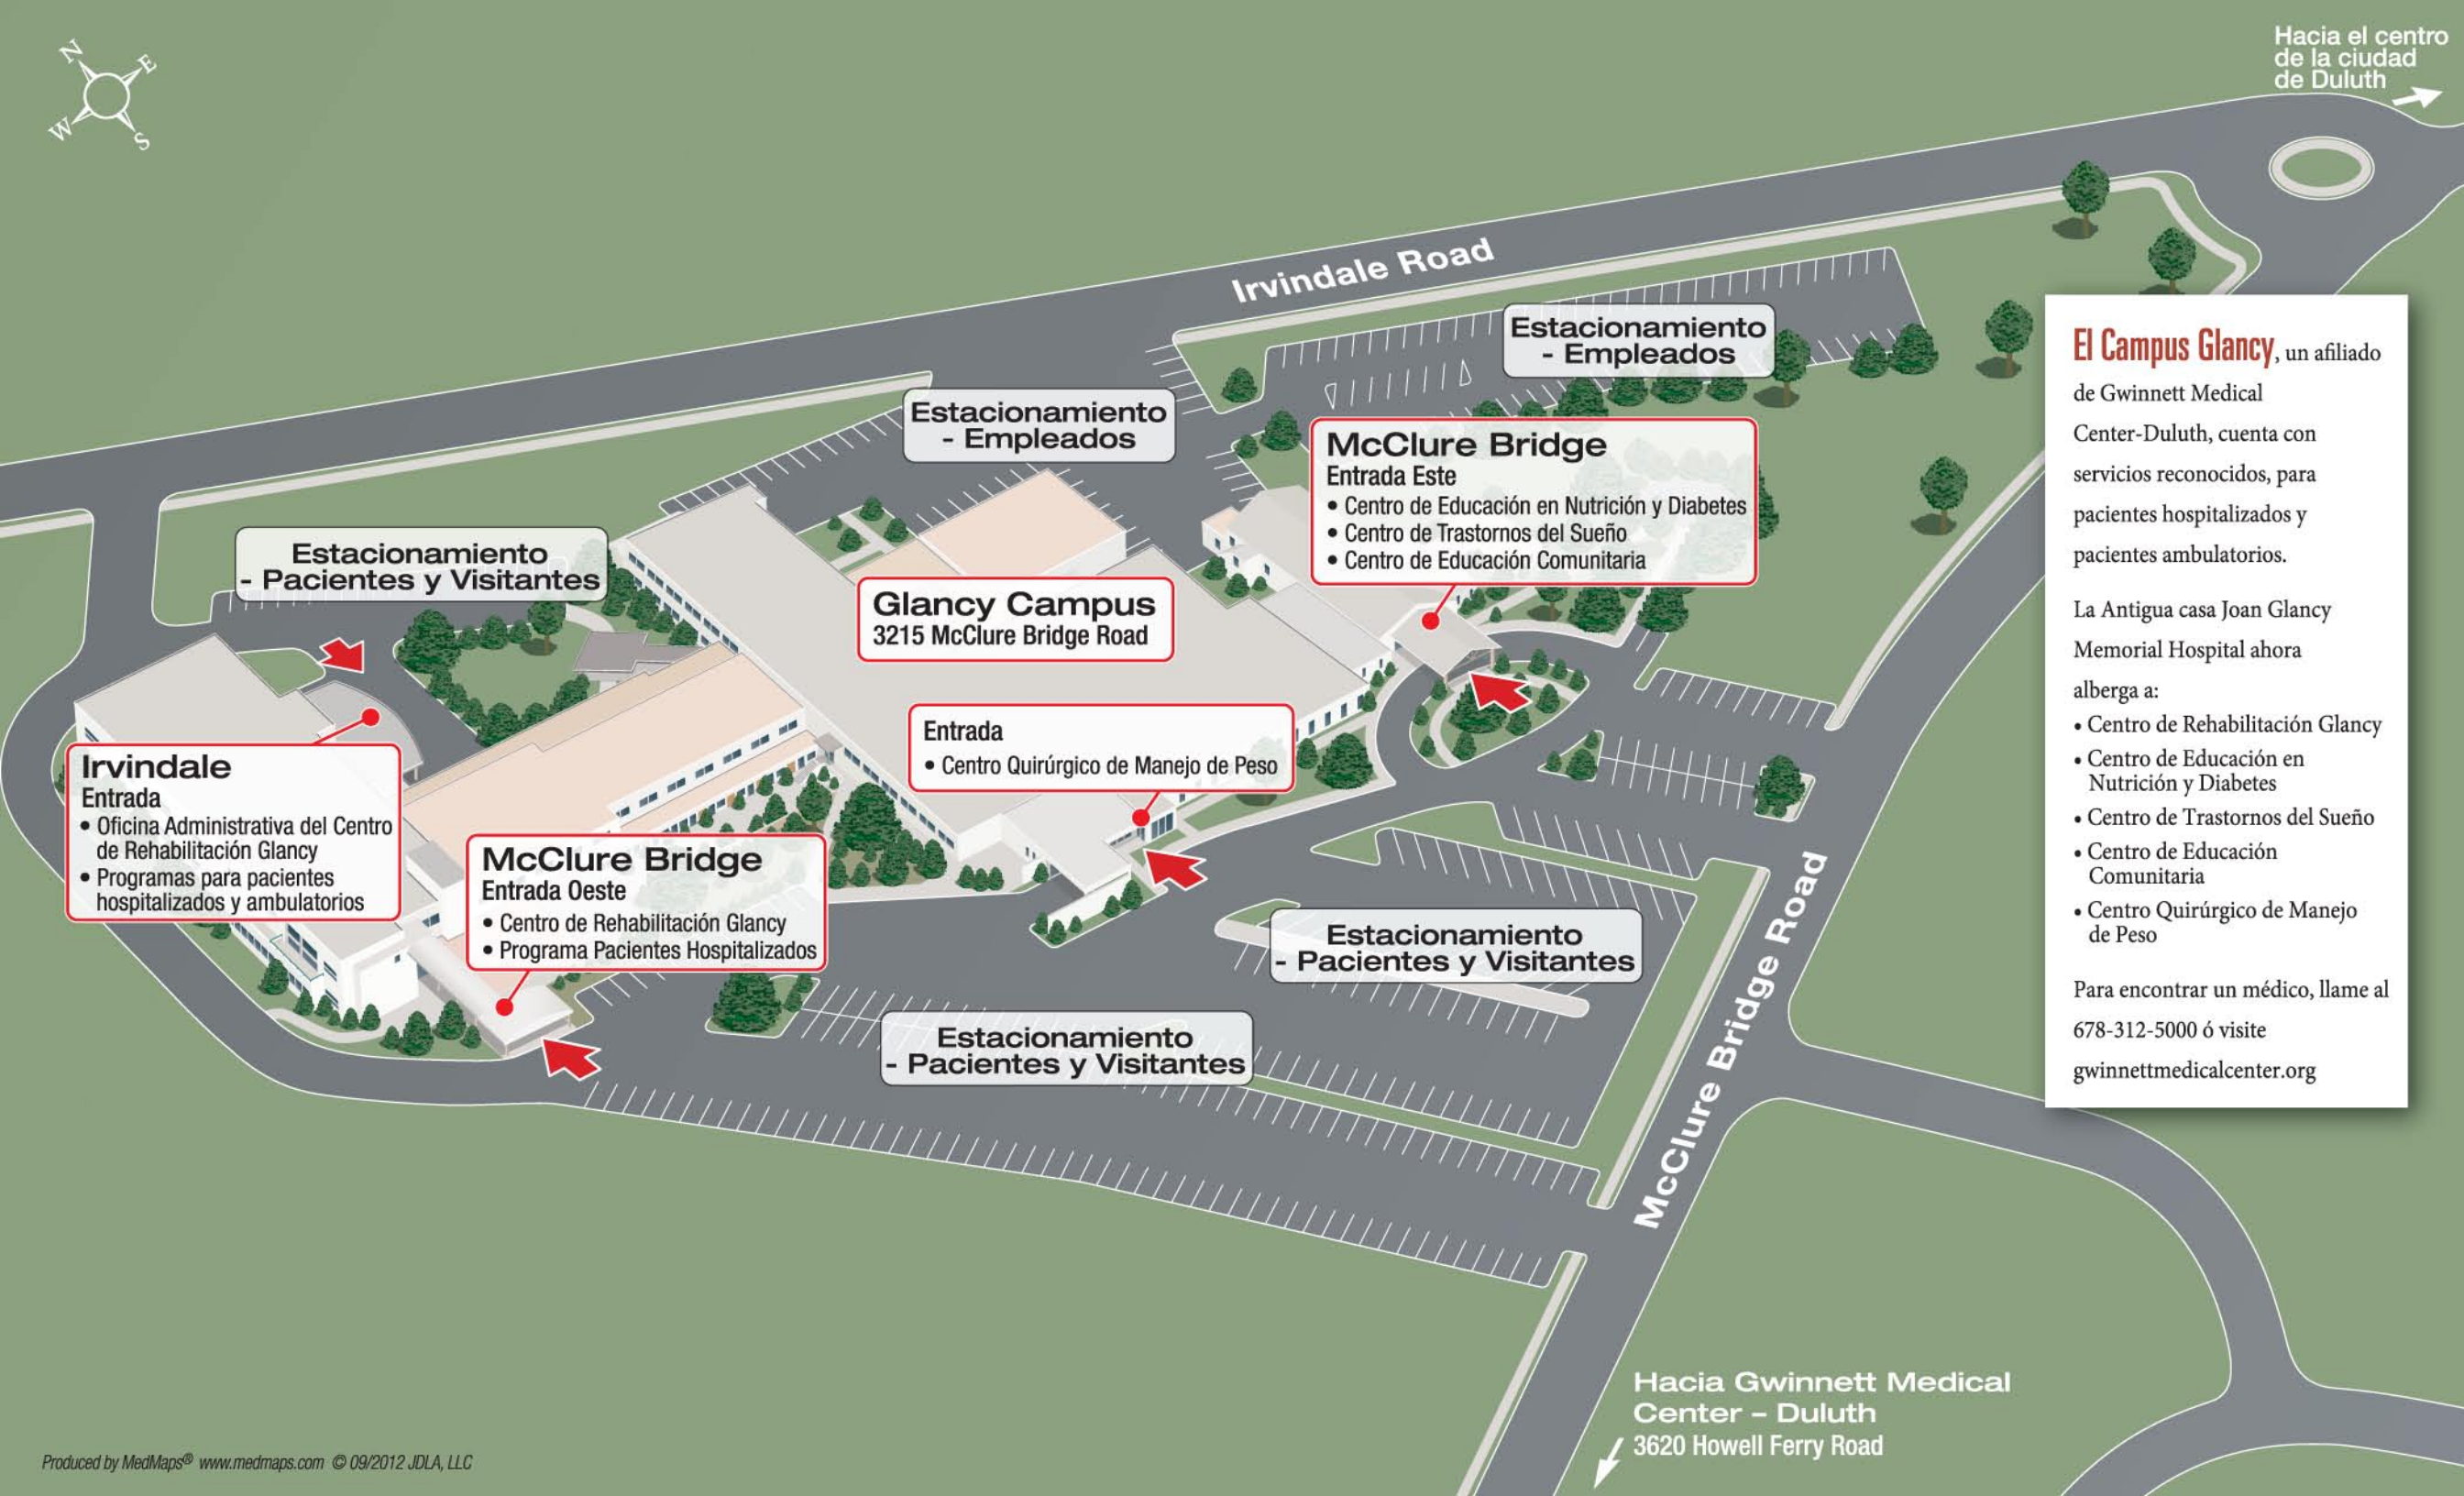 N
E
W
S
Hacia el centro
de la ciudad
de Duluth
Irvindale Road
Estacionamiento
- Empleados
Estacionamiento
- Empleados
McClure Bridge
Entrada Este
• Centro de Educación en Nutrición y Diabetes
• Centro de Trastornos del Sueño
• Centro de Educación Comunitaria
Estacionamiento
- Pacientes y Visitantes
Glancy Campus
3215 McClure Bridge Road
Entrada
• Centro Quirúrgico de Manejo de Peso
Irvindale
Entrada
• Oficina Administrativa del Centro
de Rehabilitación Glancy
• Programas para pacientes
hospitalizados y ambulatorios
McClure Bridge
Entrada Oeste
• Centro de Rehabilitación Glancy
• Programa Pacientes Hospitalizados
Estacionamiento
- Pacientes y Visitantes
Estacionamiento
- Pacientes y Visitantes
McClure Bridge Road
El Campus Glancy, un afiliado
de Gwinnett Medical
Center-Duluth, cuenta con
servicios reconocidos, para
pacientes hospitalizados y
pacientes ambulatorios.
La Antigua casa Joan Glancy
Memorial Hospital ahora
alberga a:
• Centro de Rehabilitación Glancy
• Centro de Educación en
Nutrición y Diabetes
• Centro de Trastornos del Sueño
• Centro de Educación
Comunitaria
• Centro Quirúrgico de Manejo
de Peso
Para encontrar un médico, llame al
678-312-5000 ó visite
gwinnettmedicalcenter.org
Hacia Gwinnett Medical
Center – Duluth
3620 Howell Ferry Road
Produced by MedMaps® www.medmaps.com © 09/2012 JDLA, LLC